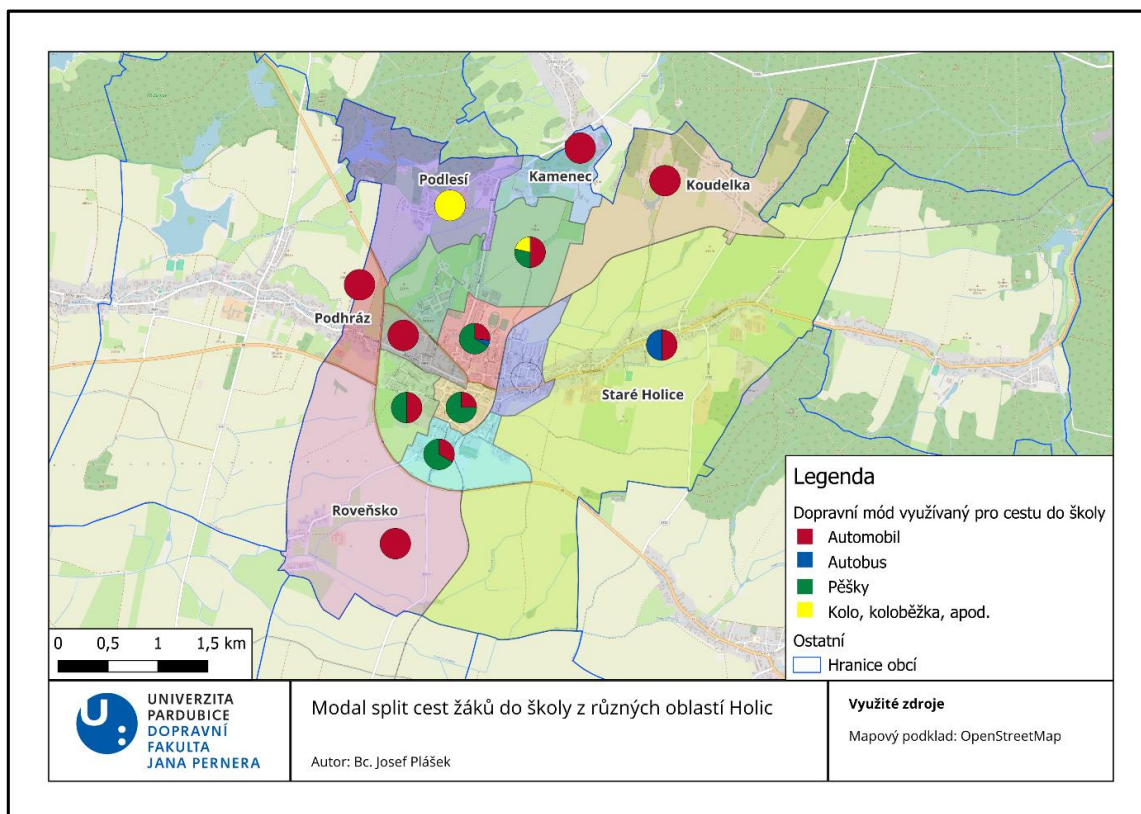 Podlesí
Kamenec
Koudelka
Podhráz
Staré Holice
Roveňsko
Legenda
Dopravní mód využívaný pro cestu do školy
Automobil
Autobus
Pěšky
Kolo, koloběžka, apod.
Ostatní
Hranice obcí
0 0,5 1 1,5 km
UNIVERZITA
PARDUBICE
DOPRAVNÍ
FAKULTA
JANA PERNERA
Modal split cest žáků do školy z různých oblastí Holic
Autor: Bc. Josef Plášek
Využité zdroje
Mapový podklad: OpenStreetMap